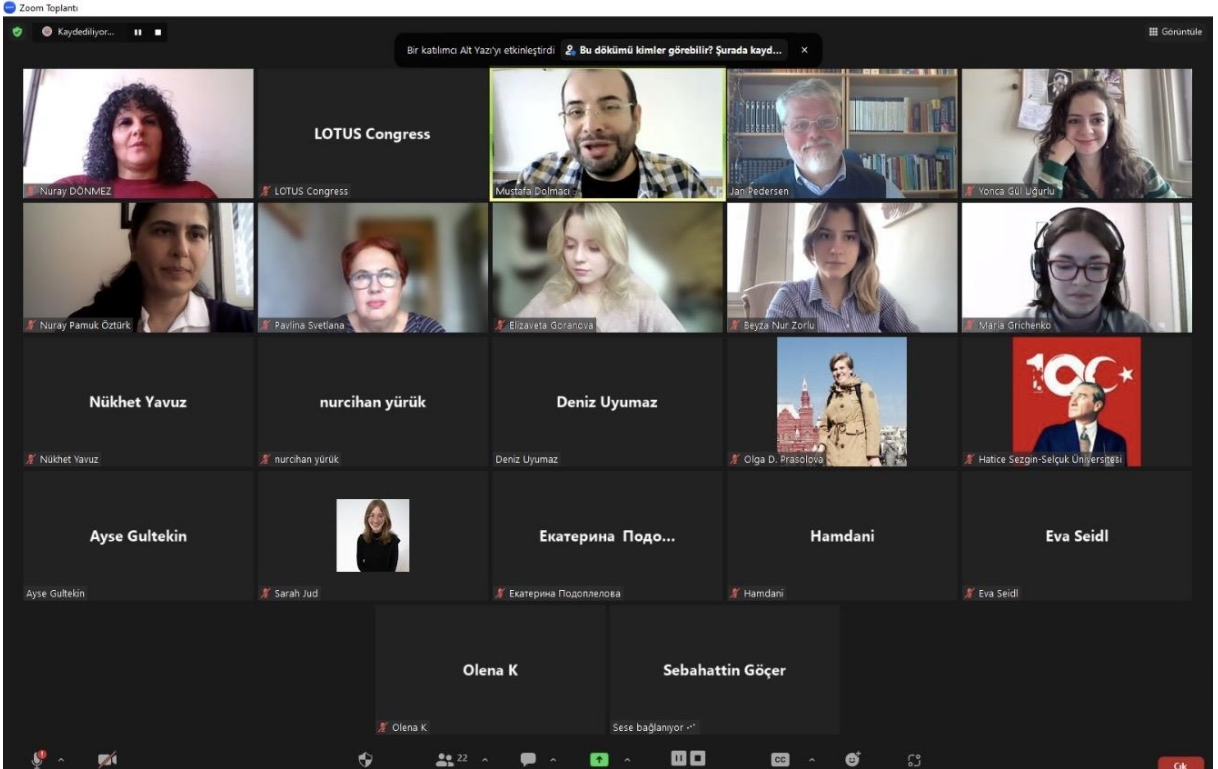 Zoom Toplantı
Kaydediliyor...
Görüntüle
Bir katılımcı Alt Yazı'yı etkinleştirdi Bu dökümü kimler görebilir? Şurada kayd... ×
Nuray DÖNMEZ
LOTUS Congress
LOTUS Congress
Mustafa Dolmacı
Jan Pedersen
Yonca Gül Uğurlu
Nuray Pamuk Öztürk
Pavlina Svetlana
Elizaveta Goranova
Beyza Nur Zorlu
Maria Grichenko
Nükhet Yavuz
Nükhet Yavuz
nurcihan yürük
nurcihan yürük
Deniz Uyumaz
Deniz Uyumaz
Olga D. Prasolova
100
Hatice Sezgin-Selçuk Üniversitesi
Ayse Gultekin
Ayse Gultekin
Sarah Jud
Екатерина Подо...
Екатерина Подоплелова
Hamdani
Hamdani
Eva Seidl
Eva Seidl
Olena K
Olena K
Sebahattin Göçer
Sese bağlanıyor
22
CC
Çık